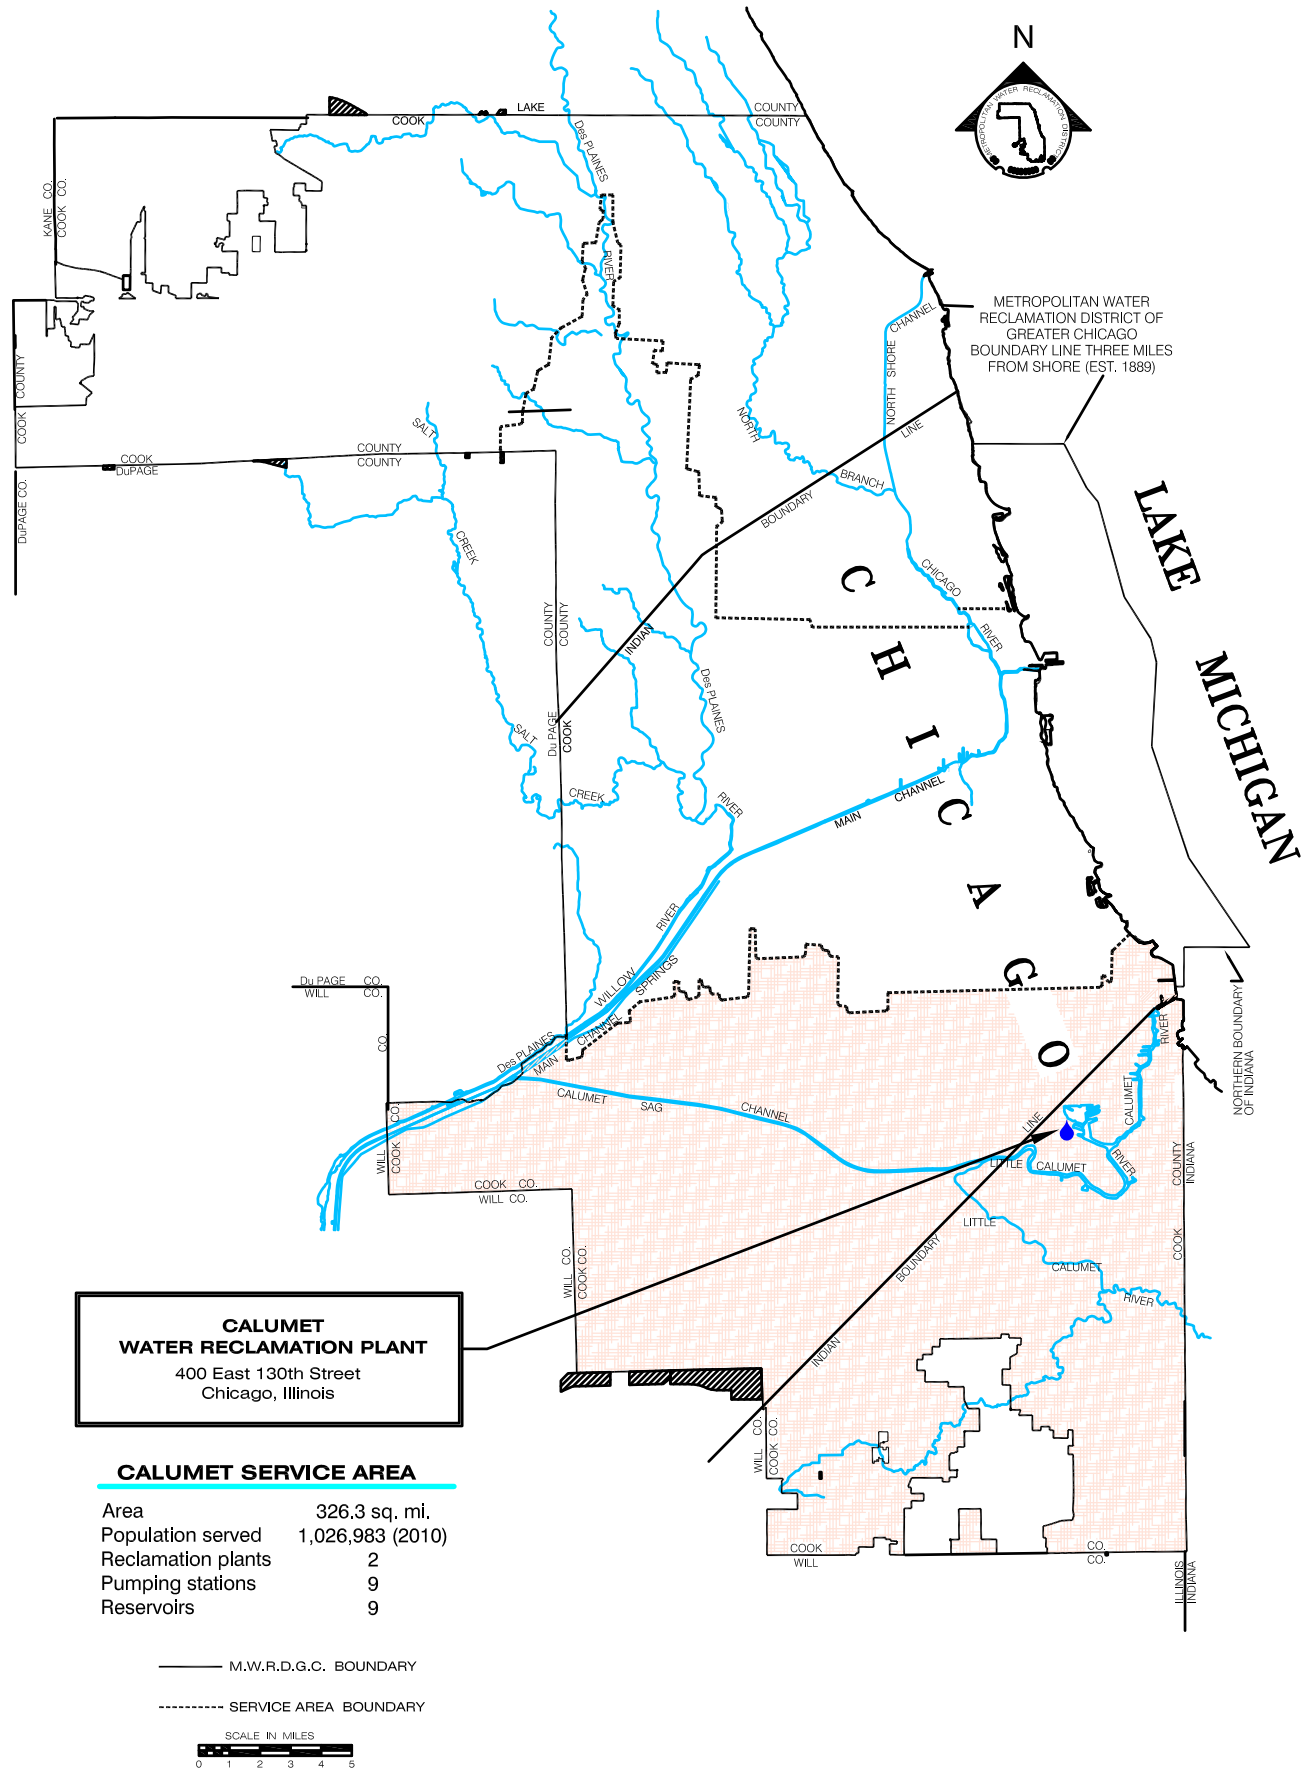 N
METROPOLITAN WATER RECLAMATION DISTRICT
LAKE
COOK
COUNTY
COUNTY
Des PLAINES
RIVER
KANE CO.
COOK CO.
NORTH SHORE CHANNEL
METROPOLITAN WATER
RECLAMATION DISTRICT OF
GREATER CHICAGO
BOUNDARY LINE THREE MILES
FROM SHORE (EST. 1889)
COOK COUNTY
SALT
CREEK
NORTH
BRANCH
LINE
BOUNDARY
INDIAN
COOK
DuPAGE
COUNTY
COUNTY
DuPAGE CO.
LAKE
MICHIGAN
CHICAGO
CHICAGO
RIVER
COUNTY
COUNTY
Du PAGE
COOK
Des PLAINES
RIVER
SALT
CREEK
MAIN
CHANNEL
RIVER
WILLOW
SPRINGS
Des PLAINES
MAIN
CHANNEL
Du PAGE CO.
WILL CO.
CO.
CO.
WILL
COOK
CALUMET
SAG
CHANNEL
RIVER
CALUMET
NORTHERN BOUNDARY
OF INDIANA
LINE
LITTLE
CALUMET
RIVER
COUNTY
INDIANA
COOK
COOK CO.
WILL CO.
LITTLE
CALUMET
RIVER
BOUNDARY
INDIAN
WILL CO.
COOK CO.
CALUMET
WATER RECLAMATION PLANT
400 East 130th Street
Chicago, Illinois
WILL CO.
COOK CO.
COOK
WILL
CO.
CO.
ILLINOIS
INDIANA
CALUMET SERVICE AREA
Area 326.3 sq. mi.
Population served 1,026,983 (2010)
Reclamation plants 2
Pumping stations 9
Reservoirs 9
M.W.R.D.G.C. BOUNDARY
SERVICE AREA BOUNDARY
SCALE IN MILES
0 1 2 3 4 5